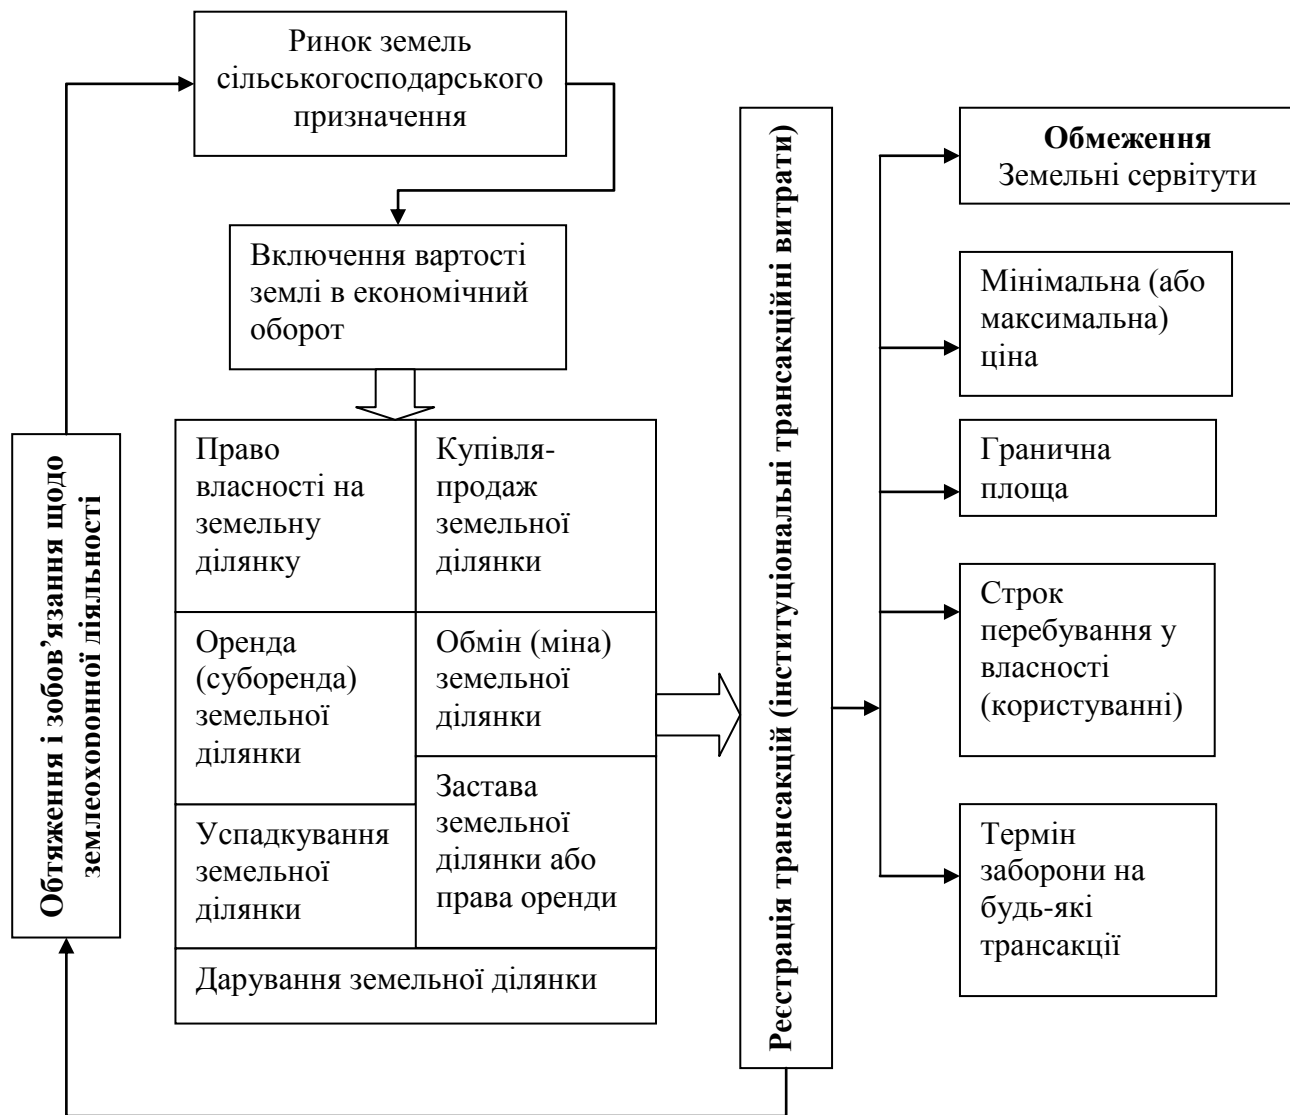 Ринок земель
сільськогосподарського
призначення
Включення вартості
землі в економічний
оборот
Право
власності на
земельну
ділянку
Купівля-
продаж
земельної
ділянки
Оренда
(суборенда)
земельної
ділянки
Обмін (міна)
земельної
ділянки
Успадкування
земельної
ділянки
Застава
земельної
ділянки або
права оренди
Дарування земельної ділянки
Обтяження і зобов’язання щодо
землеохоронної діяльності
Реєстрація трансакцій (інституціональні трансакційні витрати)
Обмеження
Земельні сервітути
Мінімальна (або
максимальна)
ціна
Гранична
площа
Строк
перебування у
власності
(користуванні)
Термін
заборони на
будь-які
трансакції